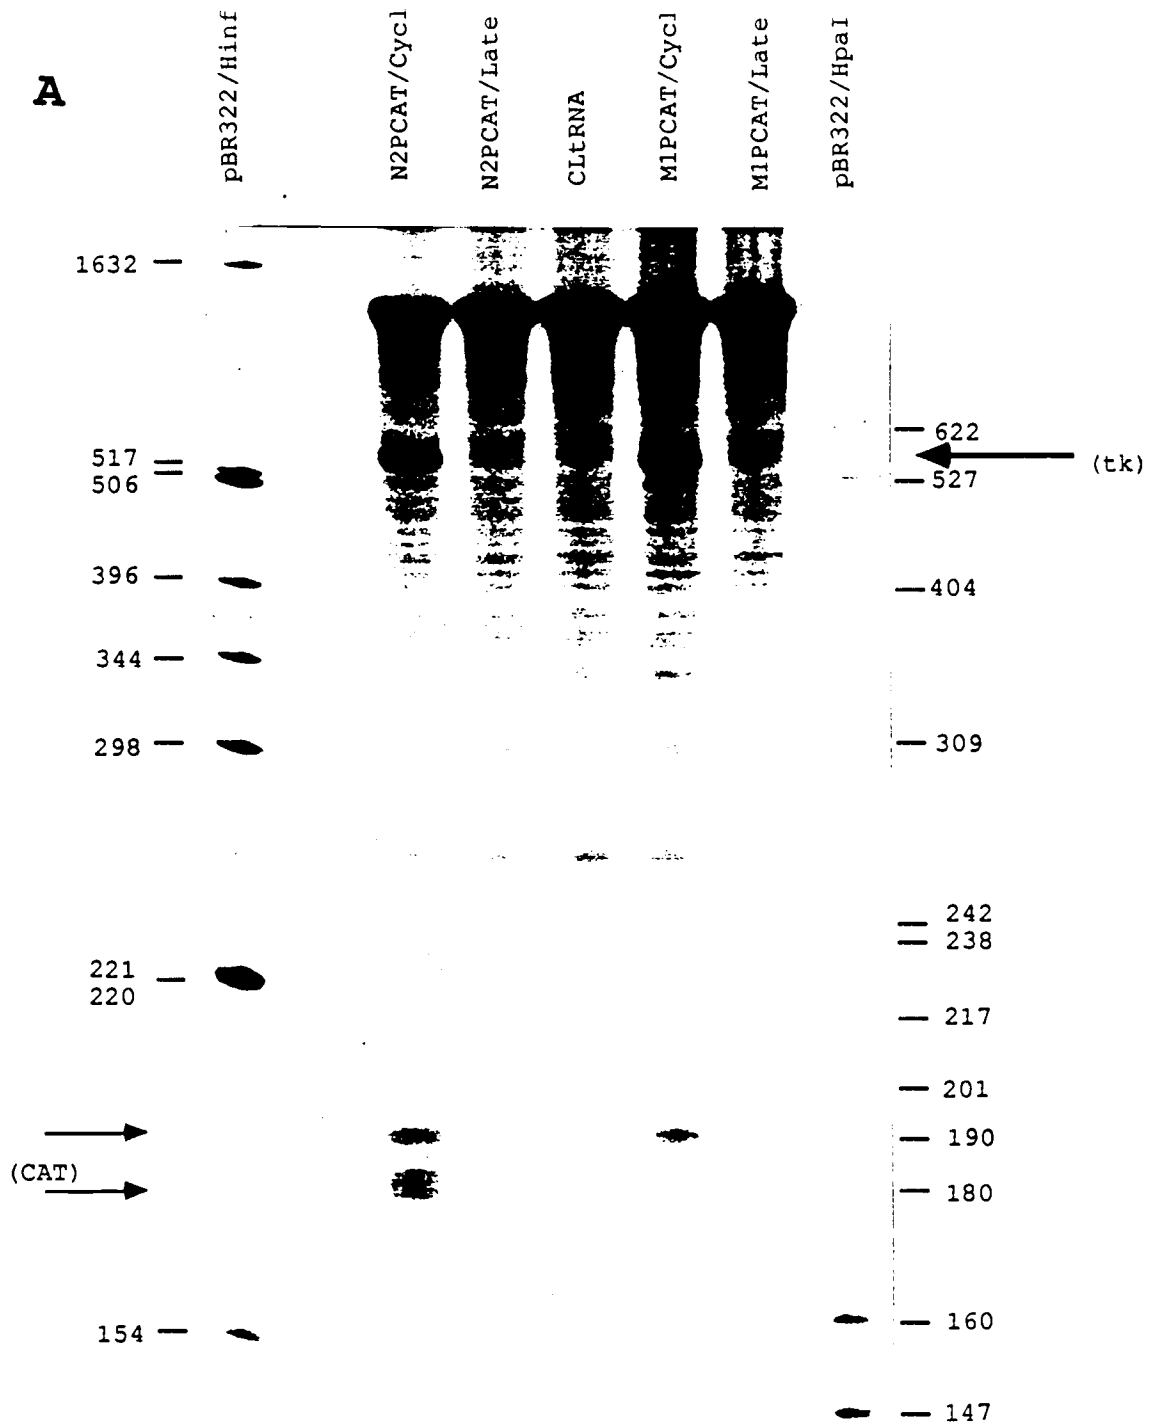 A
pBR322/Hinf
N2PCAT/Cycl
N2PCAT/Late
CLtRNA
M1PCAT/Cycl
M1PCAT/Late
pBR322/HpaI
1632
517
506
396
344
298
221
220
(CAT)
154
622
(tk)
527
404
309
242
238
217
201
190
180
160
147